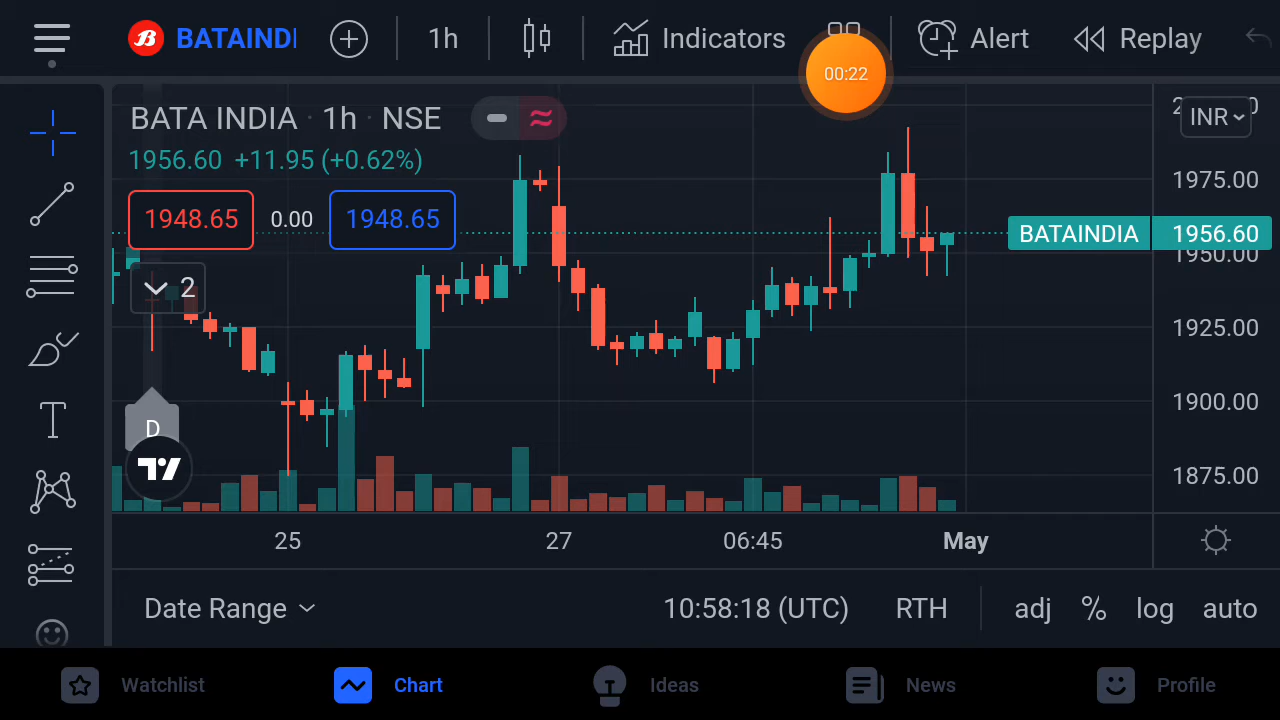 BATAINDI
1h
Indicators
00:22
Alert
Replay
BATA INDIA · 1h · NSE
INR
1956.60 +11.95 (+0.62%)
1975.00
1948.65 0.00 1948.65
BATAINDIA 1956.60
1950.00
2
1925.00
1900.00
D
1875.00
25 27 06:45 May
Date Range 10:58:18 (UTC) RTH adj % log auto
Watchlist Chart Ideas News Profile